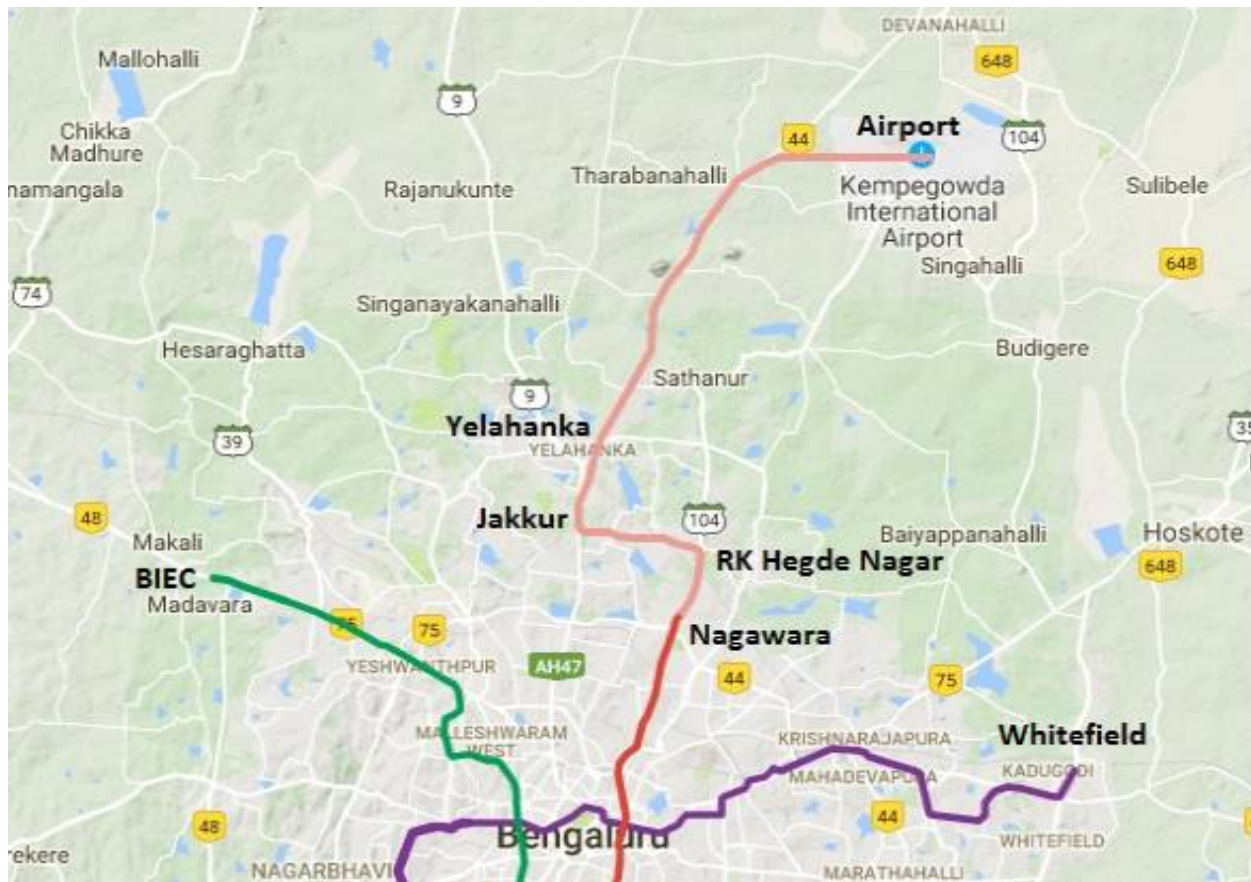 DEVANAHALLI
Mallohalli
648
9
Airport
44
104
Chikka
Madhure
Tharabanahalli
namangala
Rajanukunte
Kempegowda
International
Airport
Sulibele
Singahalli
648
74
Singanayakanahalli
Hesaraghatta
Budigere
Sathanur
9
Yelahanka
YELAHANKA
39
35
48
Jakkur
104
Makali
Baiyappanahalli
Hoskote
RK Hegde Nagar
648
BIEC
Madavara
75
75
Nagawara
YESHWANTHPUR
AH47
44
75
MALLESHWARAM
WEST
KRISHNARAJAPURA
Whitefield
MAHADEVAPURA
KADUGODI
48
44
Bengaluru
WHITEFIELD
rekere
NAGARBHAVI
MARATHAHALLI